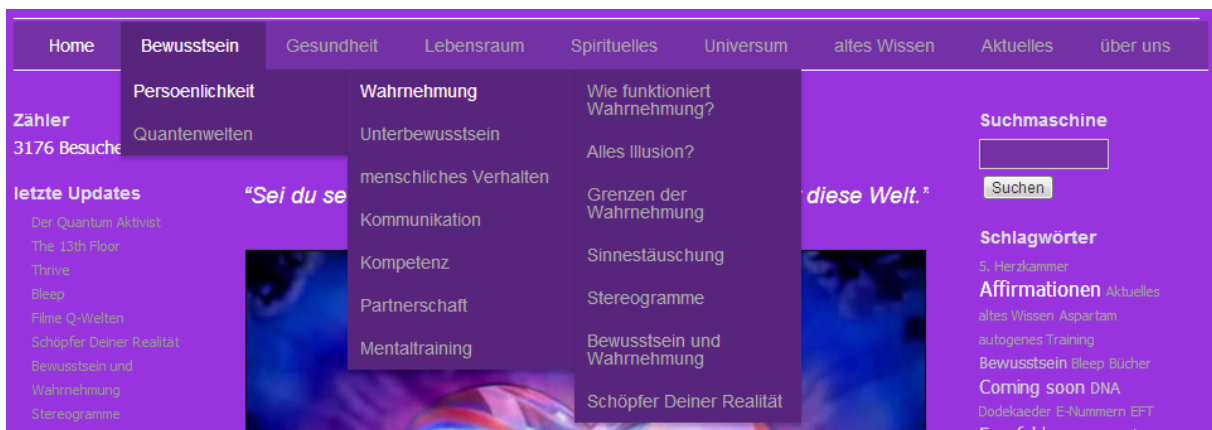 Home Bewusstsein Gesundheit Lebensraum Spirituelles Universum altes Wissen Aktuelles über uns
Persoenlichkeit
Quantenwelten
Wahrnehmung
Unterbewusstsein
menschliches Verhalten
Kommunikation
Kompetenz
Partnerschaft
Mentaltraining
Wie funktioniert
Wahrnehmung?
Alles Illusion?
Grenzen der
Wahrnehmung
Sinnestäuschung
Stereogramme
Bewusstsein und
Wahrnehmung
Schöpfer Deiner Realität
Zähler
3176 Besuche
letzte Updates
Der Quantum Aktivist
The 13th Floor
Thrive
Bleep
Filme Q-Welten
Schöpfer Deiner Realität
Bewusstsein und
Wahrnehmung
Stereogramme
“Sei du se diese Welt.”
Suchmaschine
Suchen
Schlagwörter
5. Herzkammer
Affirmationen Aktuelles
altes Wissen Aspartam
autogenes Training
Bewusstsein Bleep Bücher
Coming soon DNA
Dodekaeder E-Nummern EFT